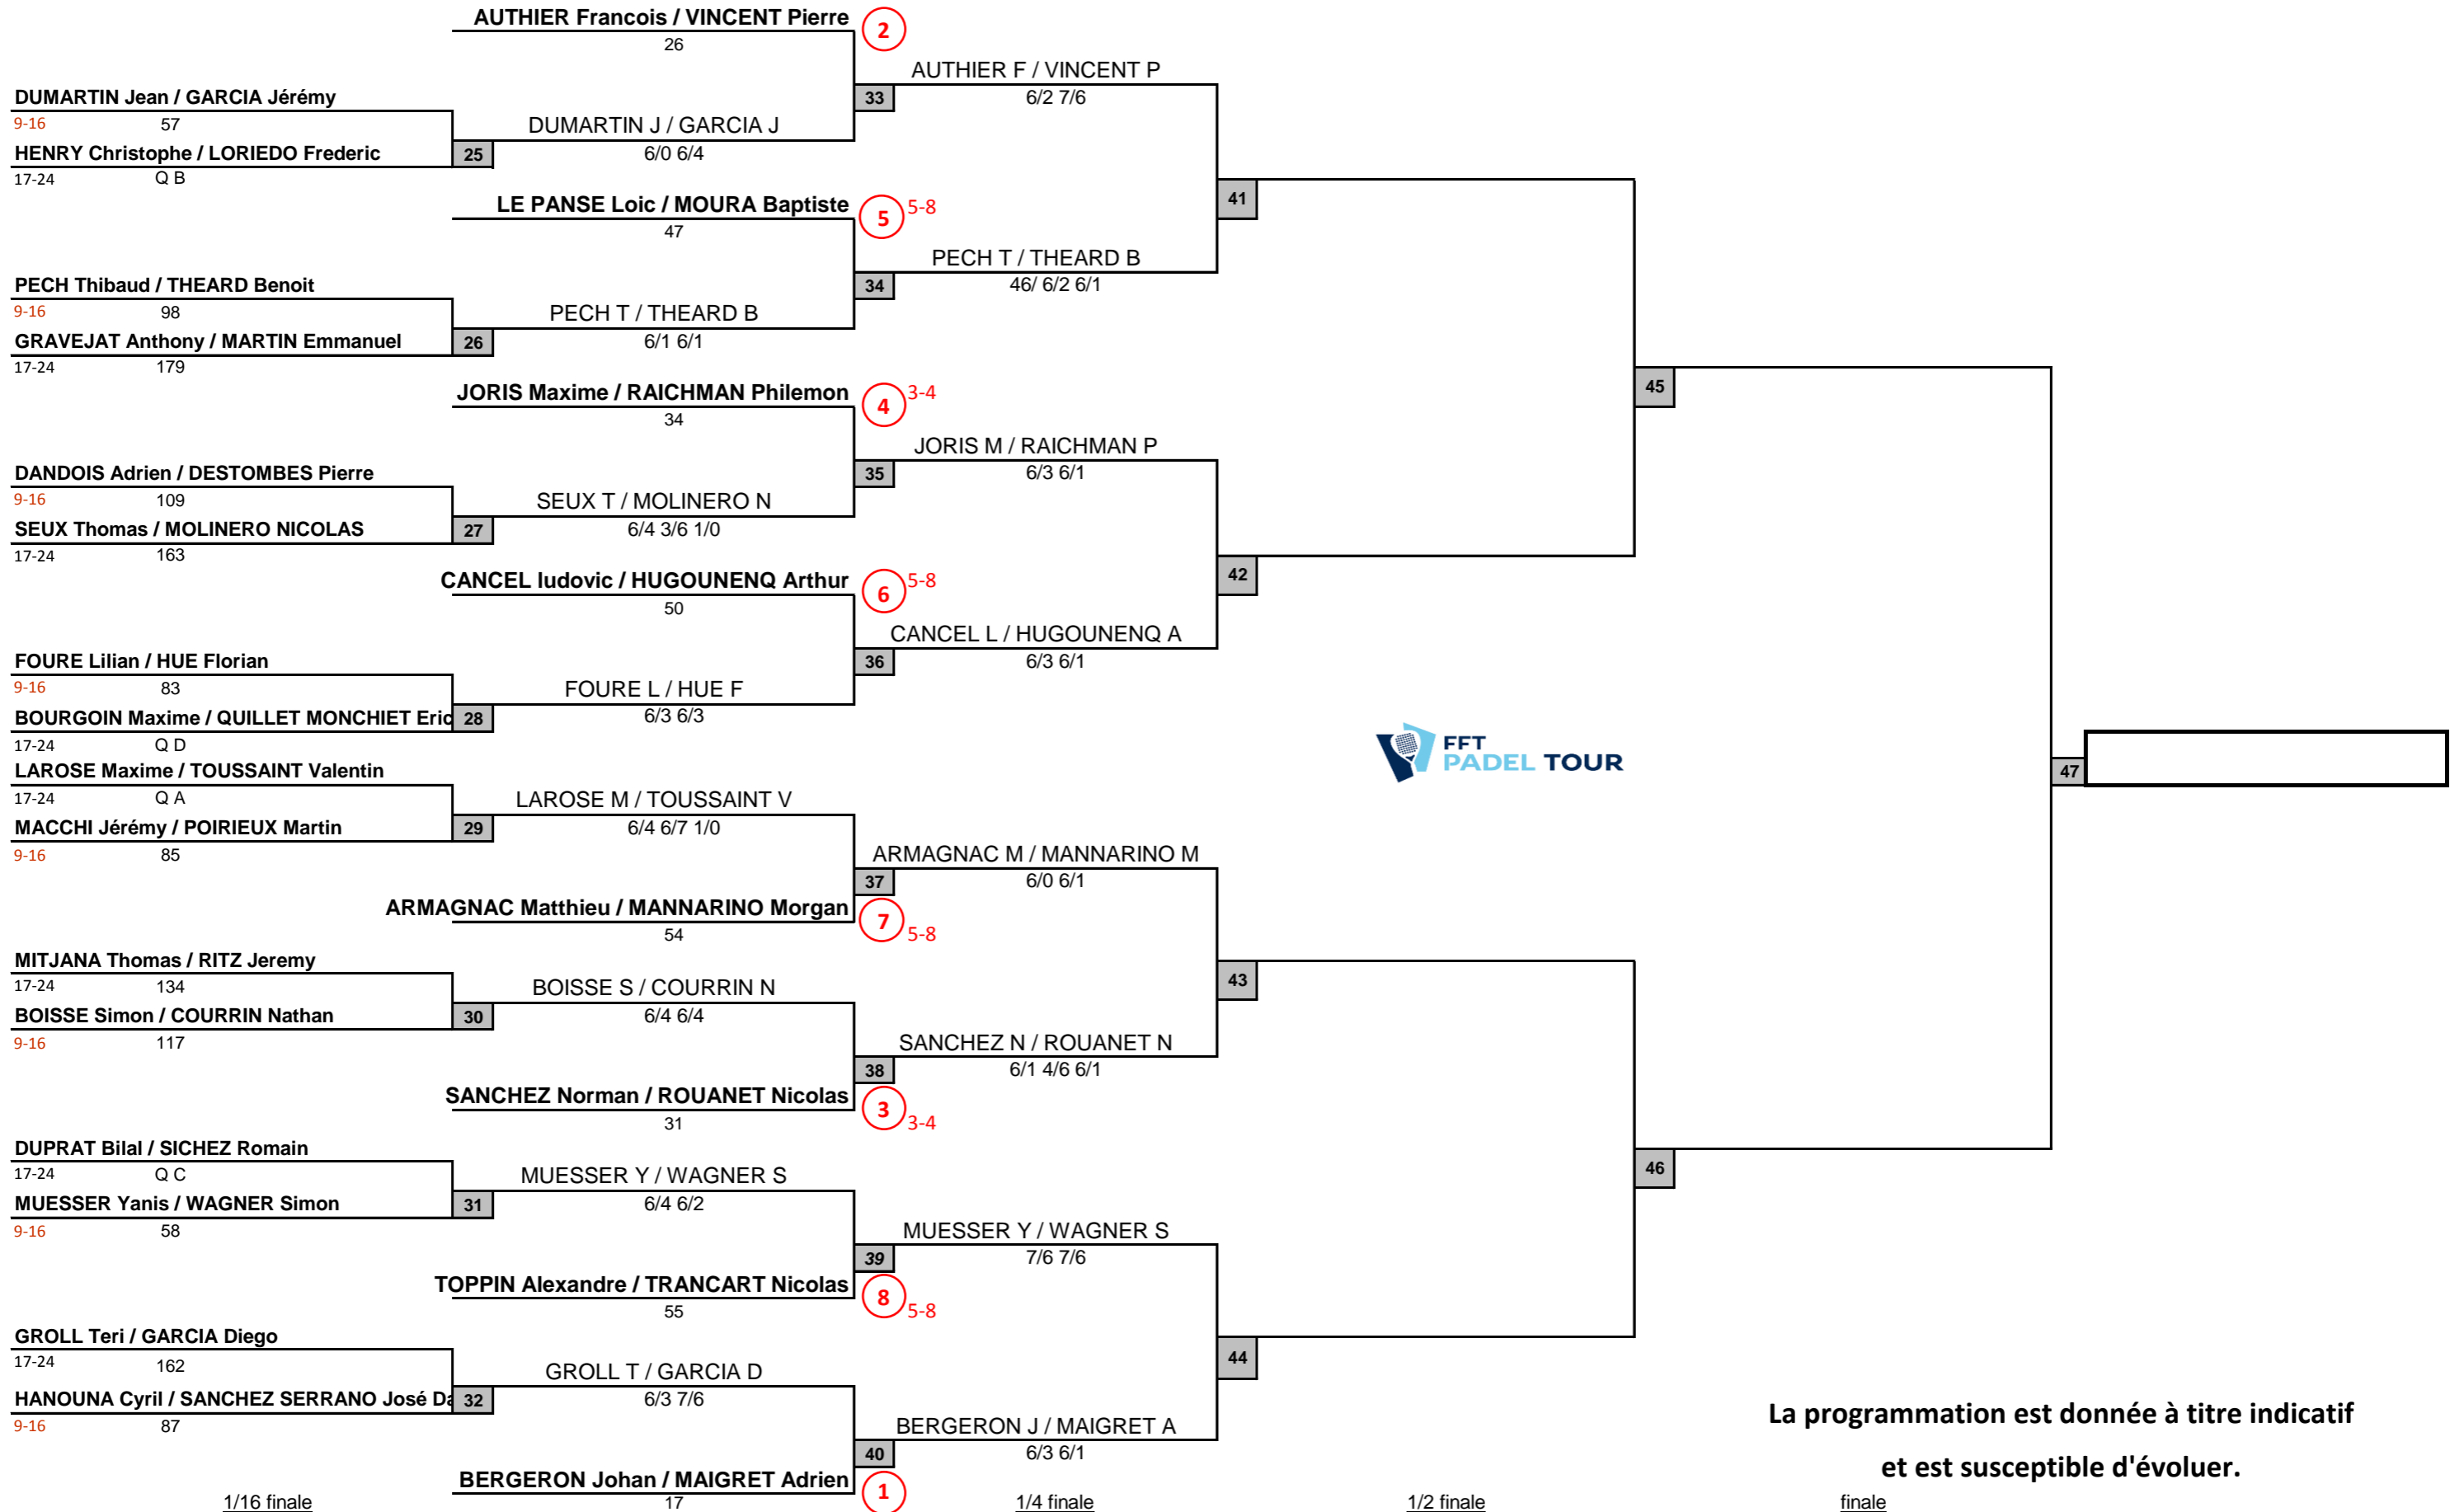 AUTHIER Francois / VINCENT Pierre
2
26
AUTHIER F / VINCENT P
33
6/2 7/6
DUMARTIN Jean / GARCIA Jérémy
9-16
57
DUMARTIN J / GARCIA J
HENRY Christophe / LORIEDO Frederic
25
6/0 6/4
17-24
Q B
LE PANSE Loic / MOURA Baptiste
5
5-8
47
41
PECH T / THEARD B
34
46/ 6/2 6/1
PECH Thibaud / THEARD Benoit
9-16
98
PECH T / THEARD B
GRAVEJAT Anthony / MARTIN Emmanuel
26
6/1 6/1
17-24
179
JORIS Maxime / RAICHMAN Philemon
4
3-4
34
45
JORIS M / RAICHMAN P
35
6/3 6/1
DANDOIS Adrien / DESTOMBES Pierre
9-16
109
SEUX T / MOLINERO N
SEUX Thomas / MOLINERO NICOLAS
27
6/4 3/6 1/0
17-24
163
CANCEL ludovic / HUGOUNENQ Arthur
6
5-8
50
42
CANCEL L / HUGOUNENQ A
36
6/3 6/1
FOURE Lilian / HUE Florian
9-16
83
FOURE L / HUE F
BOURGOIN Maxime / QUILLET MONCHIET Eric
28
6/3 6/3
17-24
Q D
FFT
PADEL TOUR
47
LAROSE Maxime / TOUSSAINT Valentin
17-24
Q A
LAROSE M / TOUSSAINT V
MACCHI Jérémy / POIRIEUX Martin
29
6/4 6/7 1/0
9-16
85
ARMAGNAC M / MANNARINO M
37
6/0 6/1
ARMAGNAC Matthieu / MANNARINO Morgan
7
5-8
54
MITJANA Thomas / RITZ Jeremy
17-24
134
43
BOISSE S / COURRIN N
BOISSE Simon / COURRIN Nathan
30
6/4 6/4
9-16
117
SANCHEZ N / ROUANET N
38
6/1 4/6 6/1
SANCHEZ Norman / ROUANET Nicolas
3
3-4
31
DUPRAT Bilal / SICHEZ Romain
17-24
Q C
46
MUESSER Y / WAGNER S
MUESSER Yanis / WAGNER Simon
31
6/4 6/2
9-16
58
MUESSER Y / WAGNER S
39
7/6 7/6
TOPPIN Alexandre / TRANCART Nicolas
8
5-8
55
GROLL Teri / GARCIA Diego
17-24
162
44
GROLL T / GARCIA D
HANOUNA Cyril / SANCHEZ SERRANO José Da
32
6/3 7/6
9-16
87
BERGERON J / MAIGRET A
40
6/3 6/1
BERGERON Johan / MAIGRET Adrien
1
17
La programmation est donnée à titre indicatif
et est susceptible d'évoluer.
1/16 finale
1/4 finale
1/2 finale
finale